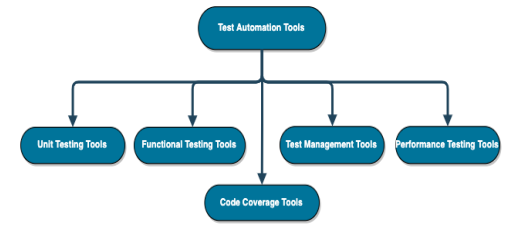 Test Automation Tools
Unit Testing Tools
Functional Testing Tools
Test Management Tools
Performance Testing Tools
Code Coverage Tools